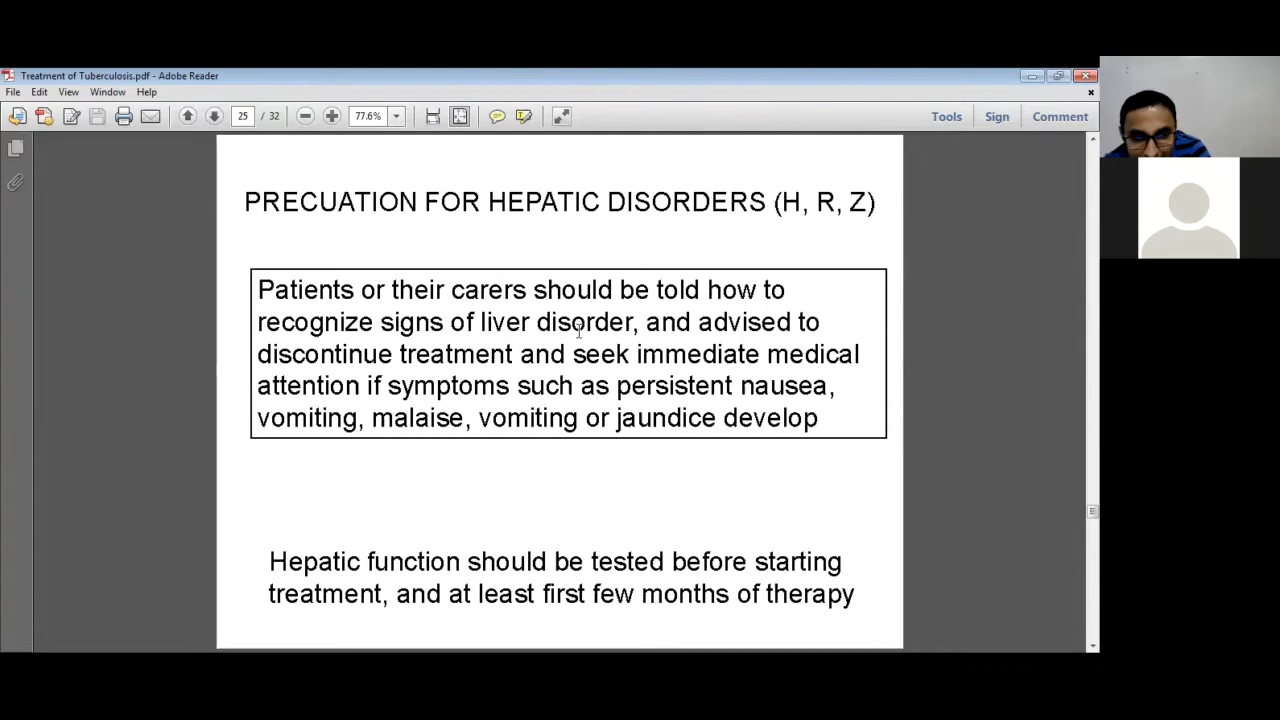 Treatment of Tuberculosis.pdf - Adobe Reader
File Edit View Window Help
25 / 32 77.6% Tools Sign Comment
PRECUATION FOR HEPATIC DISORDERS (H, R, Z)
Patients or their carers should be told how to
recognize signs of liver disorder, and advised to
discontinue treatment and seek immediate medical
attention if symptoms such as persistent nausea,
vomiting, malaise, vomiting or jaundice develop
Hepatic function should be tested before starting
treatment, and at least first few months of therapy